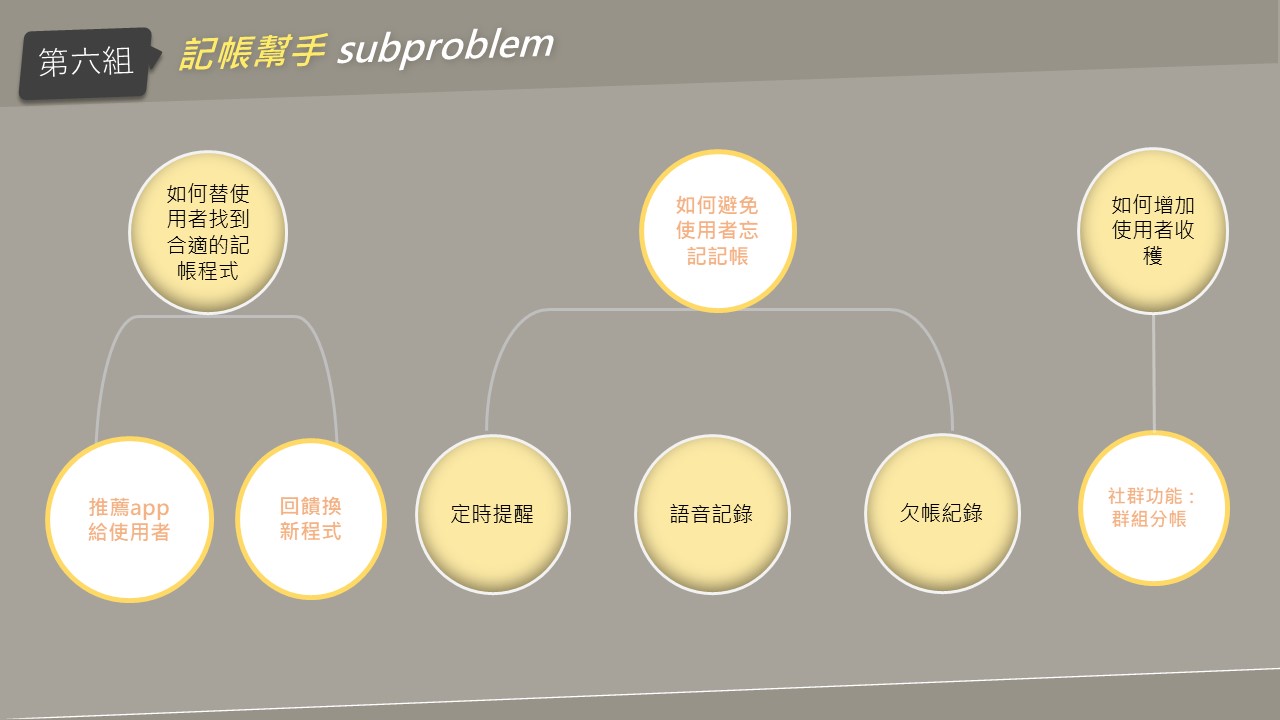 第六組
記帳幫手 subproblem
如何替使
用者找到
合適的記
帳程式
如何避免
使用者忘
記記帳
如何增加
使用者收
穫
推薦app
給使用者
回饋換
新程式
定時提醒
語音記錄
欠帳紀錄
社群功能：
群組分帳